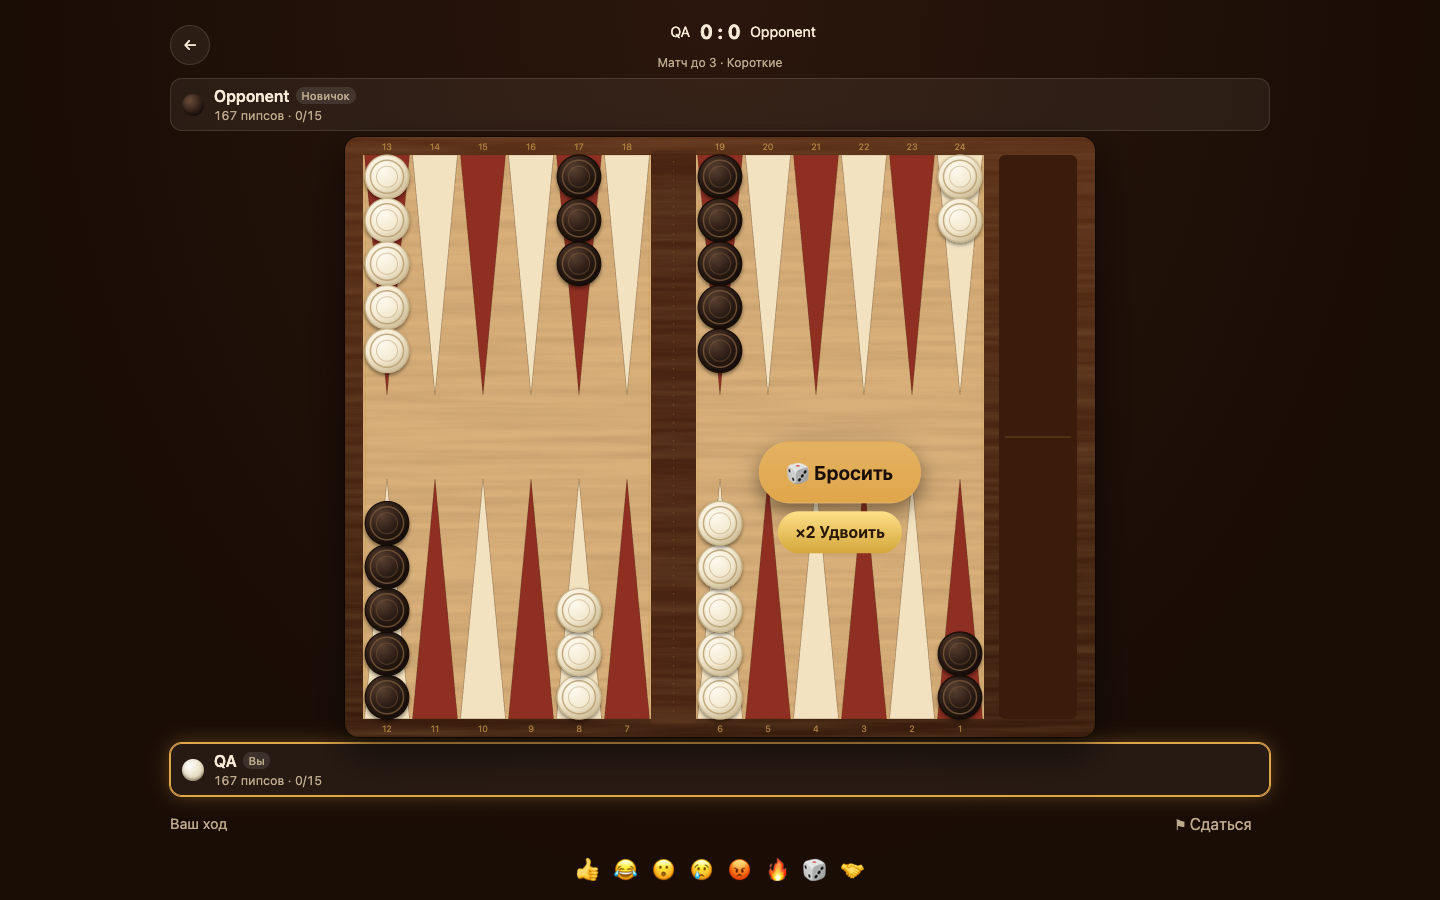 QA 0 : 0 Opponent
Матч до 3 · Короткие
Opponent Новичок
167 пипсов · 0/15
13 14 15 16 17 18 19 20 21 22 23 24
Бросить
×2 Удвоить
12 11 10 9 8 7 6 5 4 3 2 1
QA Вы
167 пипсов · 0/15
Ваш ход
Сдаться